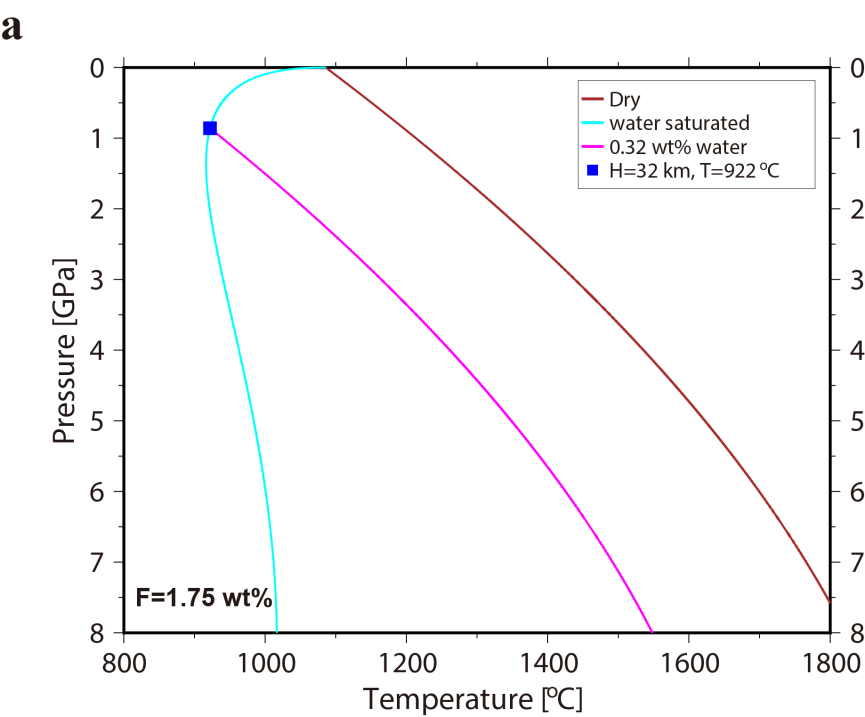 a
Dry
water saturated
0.32 wt% water
H=32 km, T=922 ºC
F=1.75 wt%
0
1
2
3
4
5
6
7
8
0
1
2
3
4
5
6
7
8
Pressure [GPa]
800 1000 1200 1400 1600 1800
Temperature [ºC]